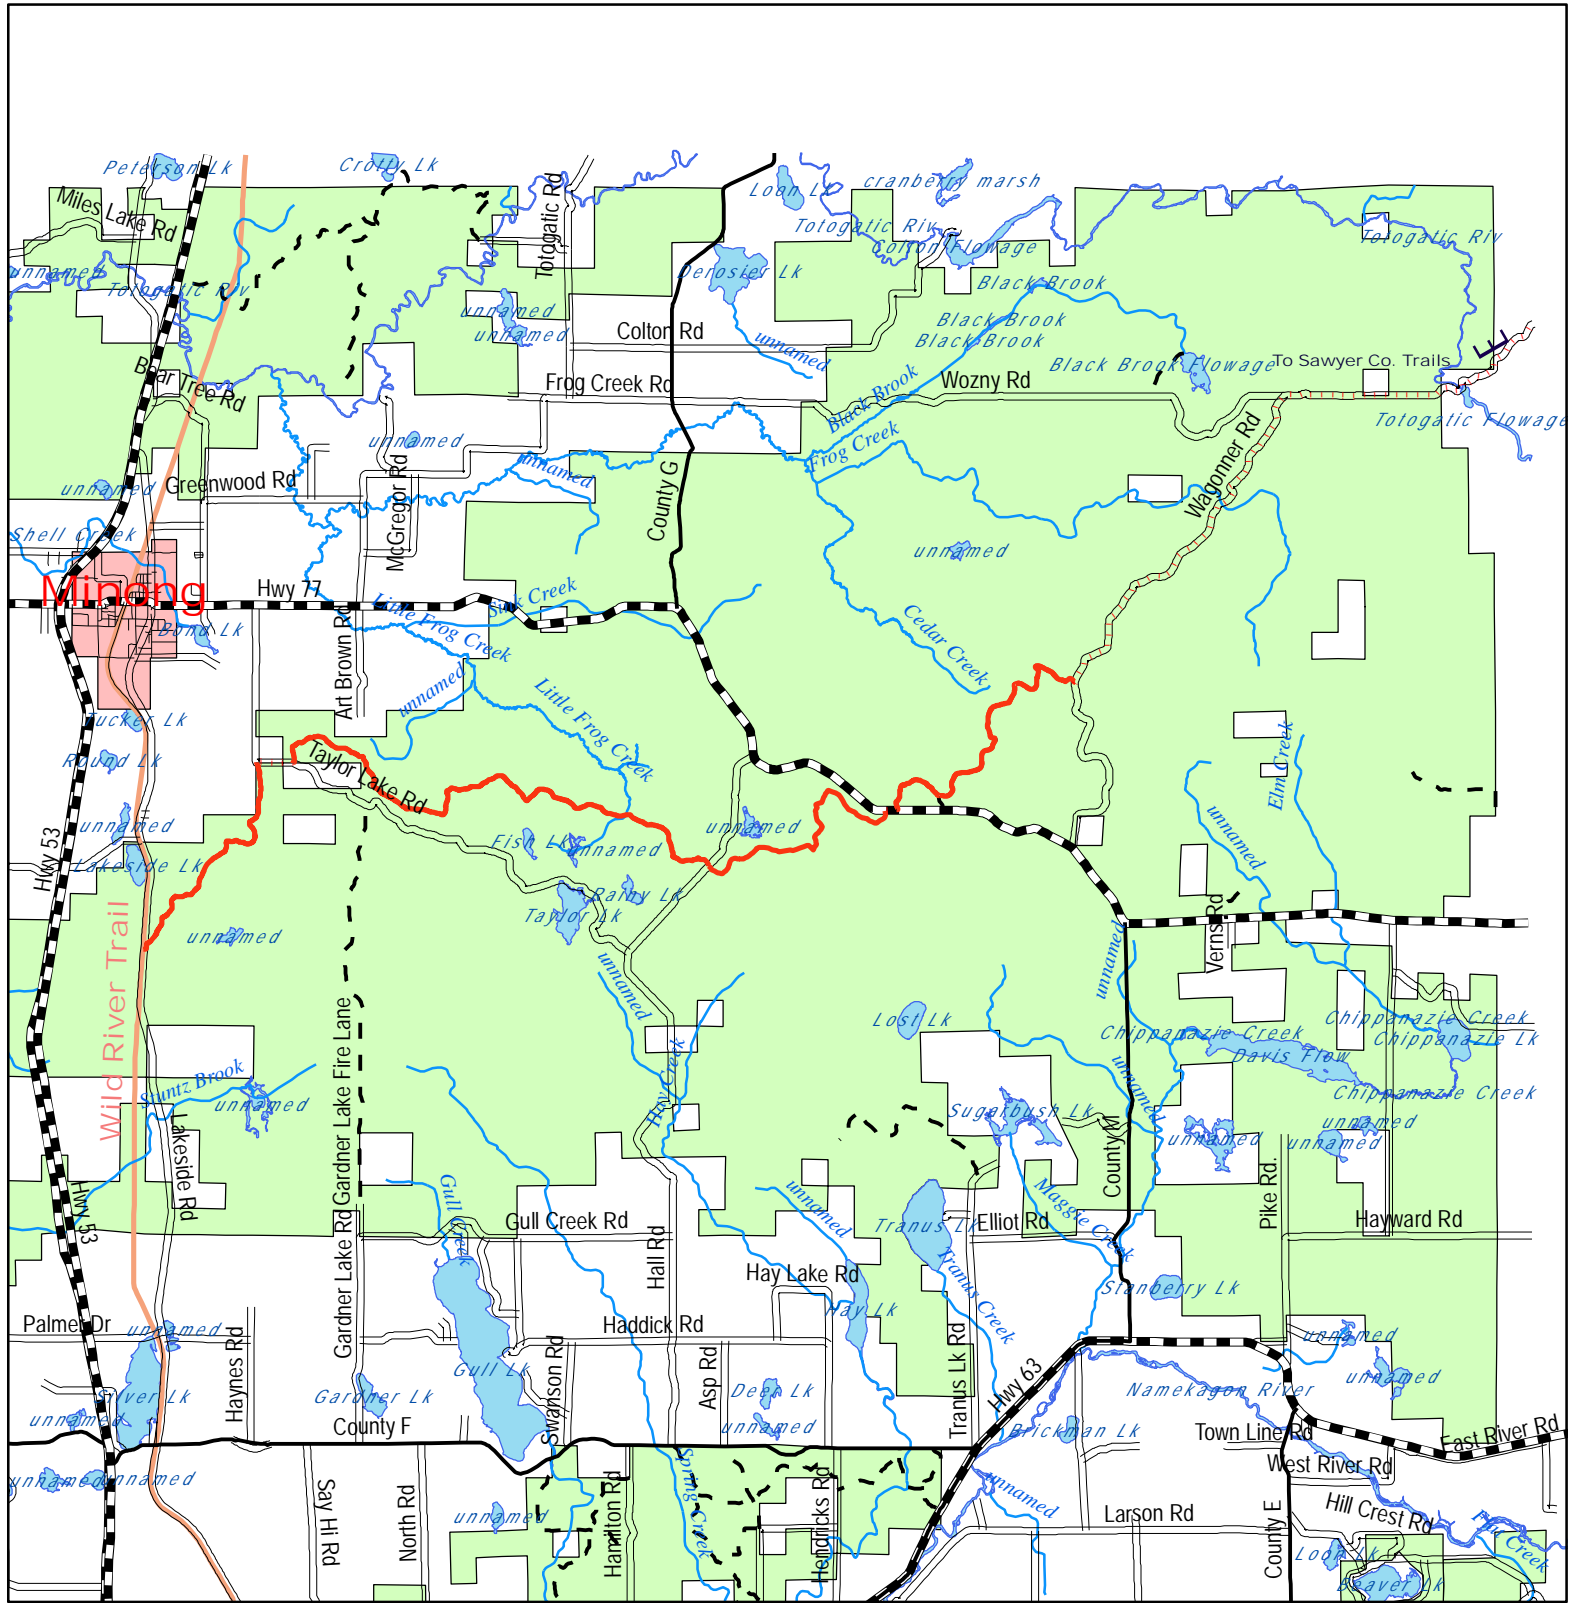 Peterson Lk
Crotty Lk
Totogatic Rd
Loon Lk
cranberry marsh
Miles Lake Rd
Totogatic Riv
Colton Flowage
Totogatic Riv
unnamed
Totogatic Riv
Derosier Lk
Black Brook
unnamed
unnamed
Colton Rd
unnamed
Black Brook
Black Brook
Black Brook Flowage
To Sawyer Co. Trails
E
Bear Tree Rd
Frog Creek Rd
Wozny Rd
Black Brook
Totogatic Flowage
unnamed
Frog Creek
Wagonner Rd
unnamed
Greenwood Rd
McGregor Rd
unnamed
County G
Shell Creek
unnamed
Minong
Hwy 77
Little Frog Creek
Sink Creek
Cedar Creek
Bond Lk
Art Brown Rd
unnamed
Little Frog Creek
Tucker Lk
Round Lk
Taylor Lake Rd
Elm Creek
unnamed
unnamed
unnamed
Hwy 53
Lakeside Lk
Fish Lk
unnamed
Rainy Lk
Taylor Lk
Verns Rd
unnamed
Wild River Trail
unnamed
unnamed
Gardner Lake Fire Lane
Lost Lk
Chippanazie Creek
Davis Flow
Chippanazie Creek
Chippanazie Lk
Chippanazie Creek
Stuntz Brook
unnamed
Hay Creek
unnamed
Sugarbush Lk
unnamed
unnamed
unnamed
Lakeside Rd
County M
Pike Rd.
Hwy 53
Gull Creek
Gull Creek Rd
unnamed
Tranus Lk
Elliot Rd
Maggie Creek
Hayward Rd
Gardner Lake Rd
Hall Rd
Hay Lake Rd
Tranus Creek
Stanberry Lk
Hay Lk
Palmer Dr
unnamed
Haynes Rd
Haddick Rd
Swanson Rd
Asp Rd
Tranus Lk Rd
Hwy 63
unnamed
unnamed
Gull Lk
Silver Lk
Gardner Lk
Deer Lk
Namekagon River
unnamed
County F
unnamed
Brickman Lk
Town Line Rd
East River Rd
West River Rd
unnamed
unnamed
Say Hi Rd
North Rd
unnamed
Hamilton Rd
Spring Creek
Hendricks Rd
unnamed
Larson Rd
County E
Hill Crest Rd
Creek
Loon Lk
Beaver Lk